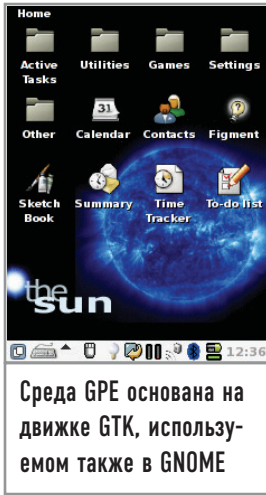 Home
Active Tasks Utilities Games Settings
31
Other Calendar Contacts Figment
Sketch Book Summary Time Tracker To-do list
the
sun
12:36
Среда GPE основана на
движке GTK, использу-
емом также в GNOME